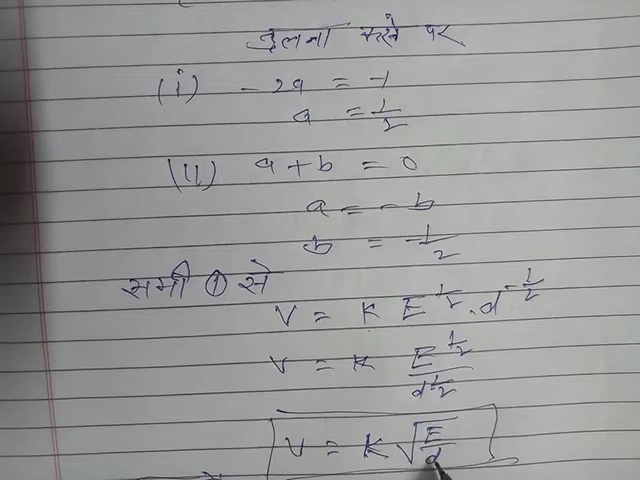 तुलना करने पर
(i) - 2a = -1
a = 1/2
(ii) a + b = 0
a = - b
b = -1/2
समी ① से
V = K E^1/2 . d^-1/2
V = K E^1/2 / d^1/2
V = K √E/d